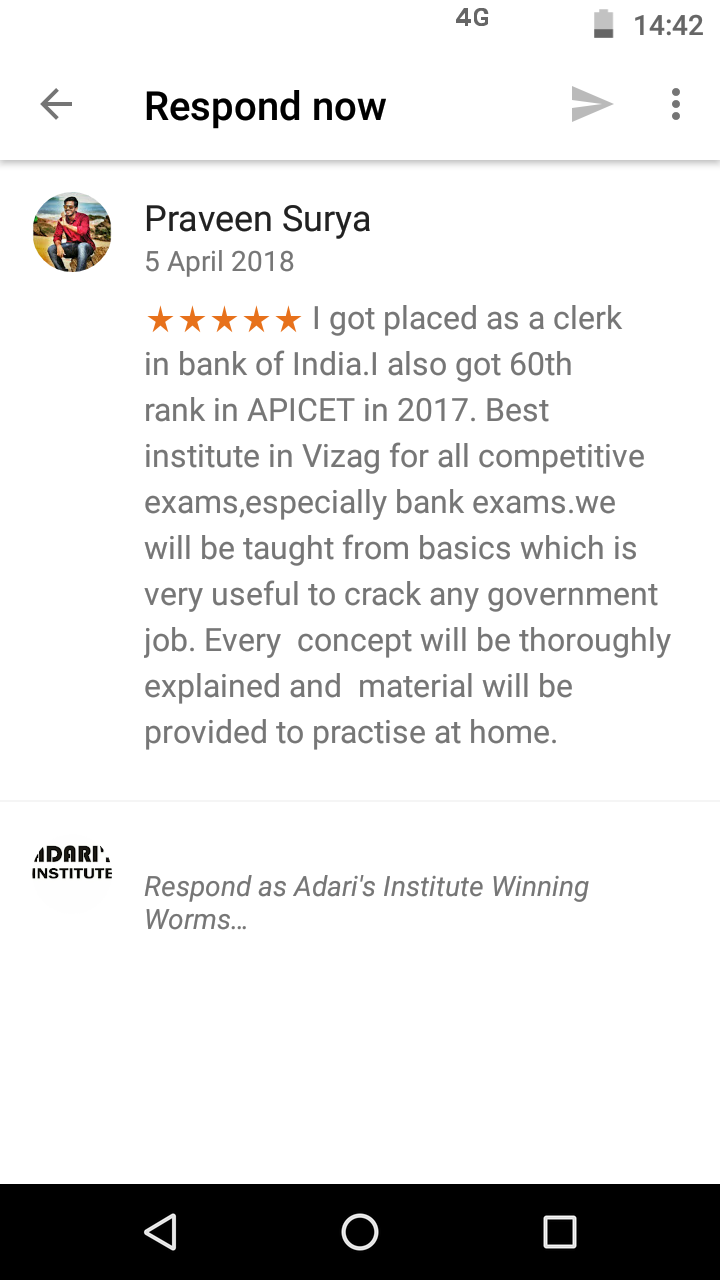 4G 14:42
Respond now
Praveen Surya
5 April 2018
★★★★★ I got placed as a clerk
in bank of India.I also got 60th
rank in APICET in 2017. Best
institute in Vizag for all competitive
exams,especially bank exams.we
will be taught from basics which is
very useful to crack any government
job. Every  concept will be thoroughly
explained and  material will be
provided to practise at home.
ADARI'.
INSTITUTE
Respond as Adari's Institute Winning
Worms…